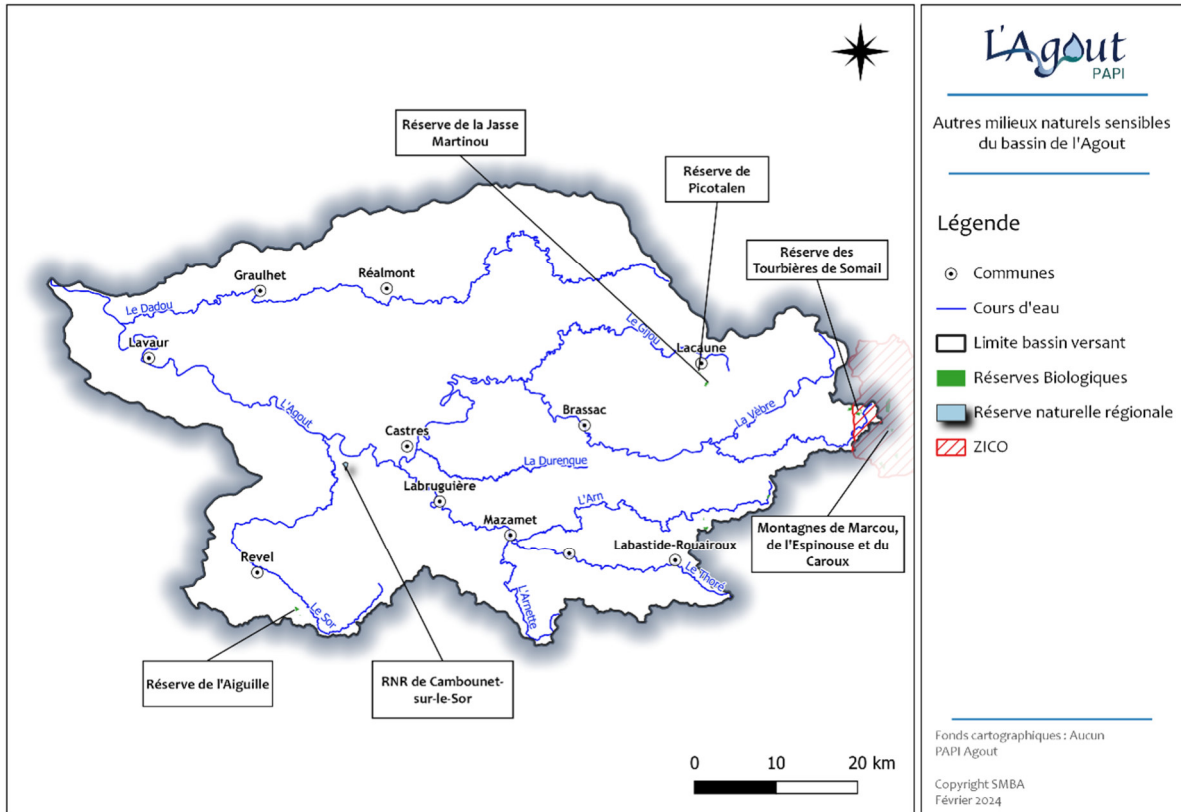 Réserve de la Jasse
Martinou
Réserve de
Picotalen
Réserve des
Tourbières de Somail
Graulhet
Réalmont
Le Dadou
Lavaur
Le Gijou
Lacaune
L'Agout
Brassac
La Vèbre
Castres
La Durenque
Labruguière
L'Arn
Mazamet
Labastide-Rouairoux
Montagnes de Marcou,
de l'Espinouse et du
Caroux
Revel
Le Thoré
L'Arnette
Le Sor
Réserve de l'Aiguille
RNR de Cambounet-
sur-le-Sor
0 10 20 km
L'Agout
PAPI
Autres milieux naturels sensibles
du bassin de l'Agout
Légende
Communes
Cours d'eau
Limite bassin versant
Réserves Biologiques
Réserve naturelle régionale
ZICO
Fonds cartographiques : Aucun
PAPI Agout
Copyright SMBA
Février 2024